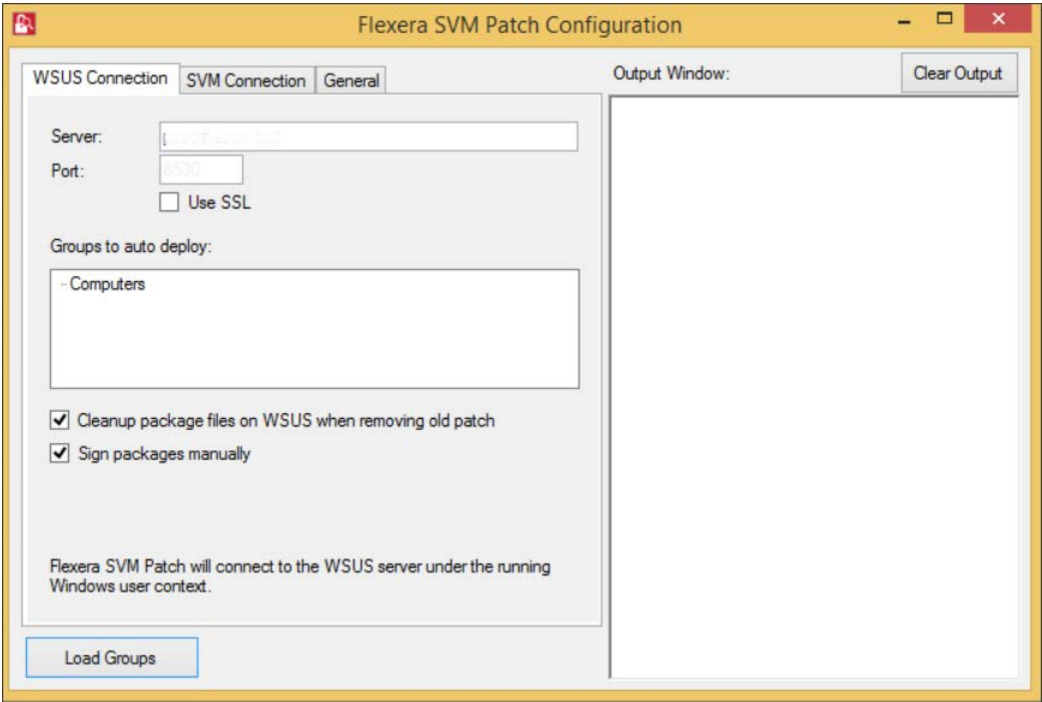 Flexera SVM Patch Configuration
WSUS Connection
SVM Connection
General
Output Window:
Clear Output
Server:
Port:
8530
Use SSL
Groups to auto deploy:
Computers
Cleanup package files on WSUS when removing old patch
Sign packages manually
Flexera SVM Patch will connect to the WSUS server under the running
Windows user context.
Load Groups